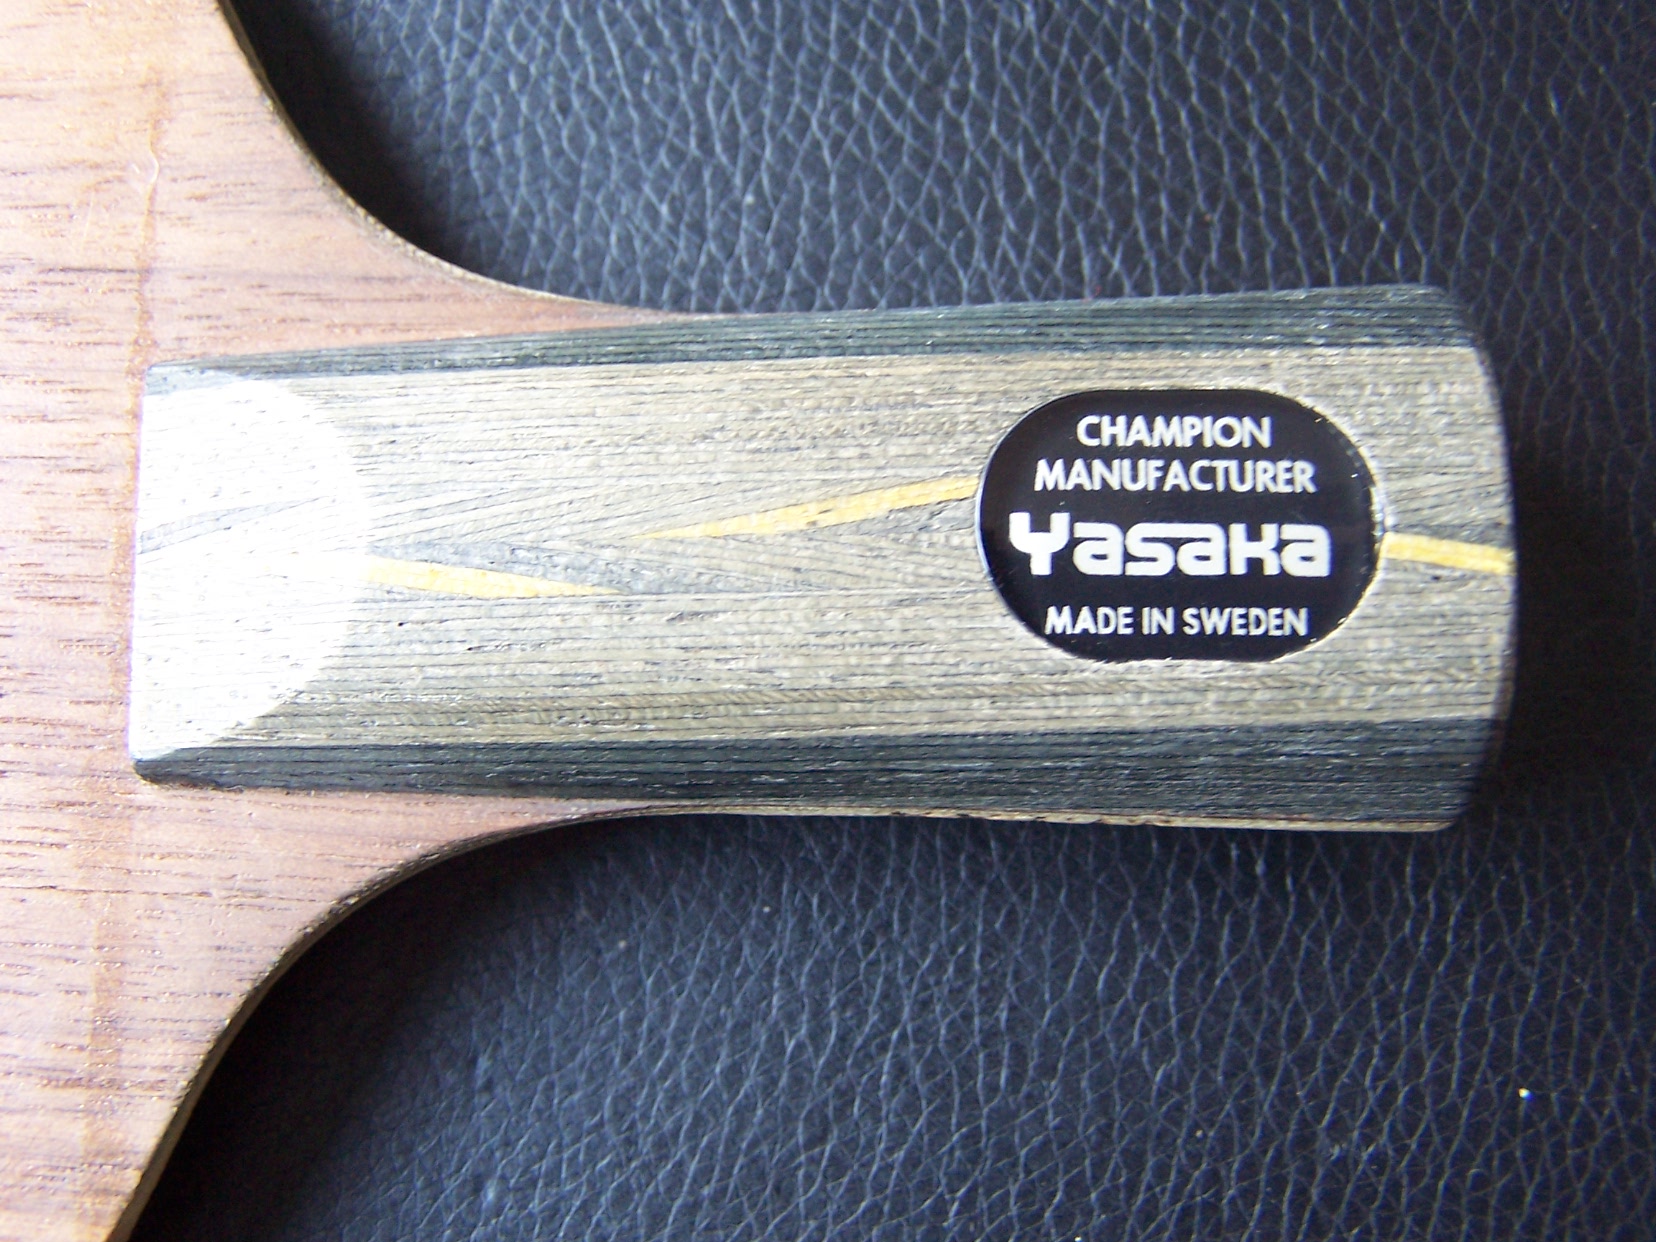 CHAMPION
MANUFACTURER
Yasaka
MADE IN SWEDEN